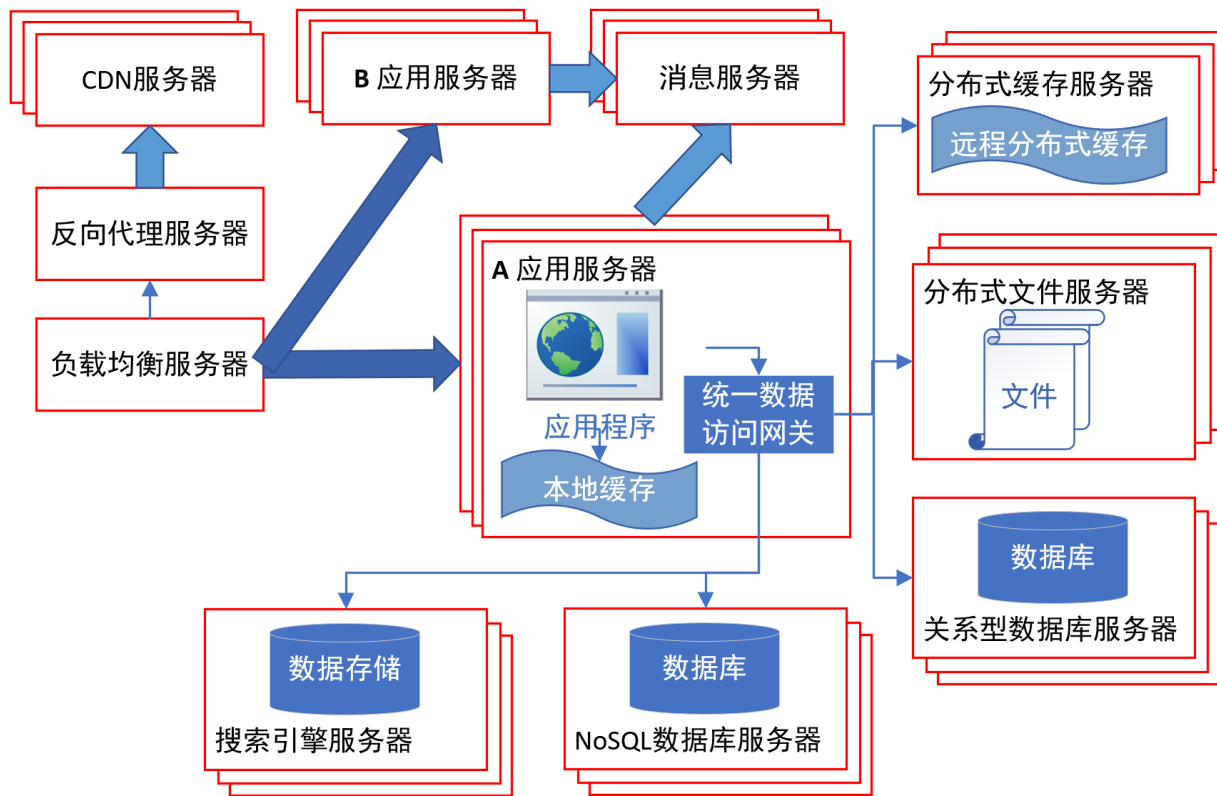 CDN服务器
B 应用服务器
消息服务器
分布式缓存服务器
远程分布式缓存
反向代理服务器
负载均衡服务器
A 应用服务器
应用程序
本地缓存
统一数据
访问网关
分布式文件服务器
文件
数据库
关系型数据库服务器
数据存储
搜索引擎服务器
数据库
NoSQL数据库服务器